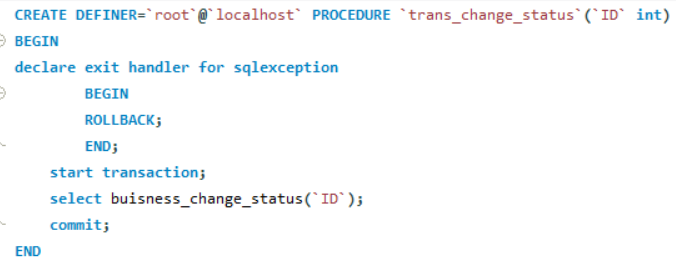 CREATE DEFINER=`root`@`localhost` PROCEDURE `trans_change_status`(`ID` int)
BEGIN
declare exit handler for sqlexception
BEGIN
ROLLBACK;
END;
start transaction;
select buisness_change_status(`ID`);
commit;
END